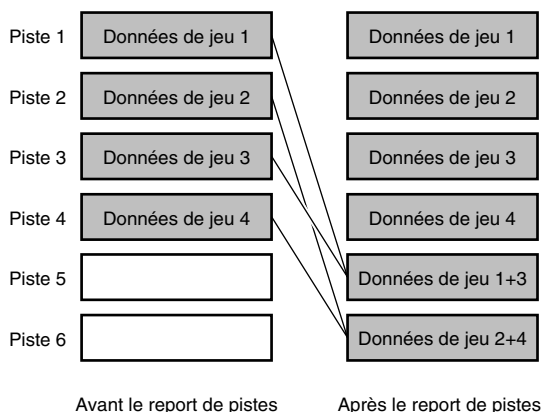 Piste 1 Données de jeu 1 Données de jeu 1
Piste 2 Données de jeu 2 Données de jeu 2
Piste 3 Données de jeu 3 Données de jeu 3
Piste 4 Données de jeu 4 Données de jeu 4
Piste 5 Données de jeu 1+3
Piste 6 Données de jeu 2+4
Avant le report de pistes Après le report de pistes